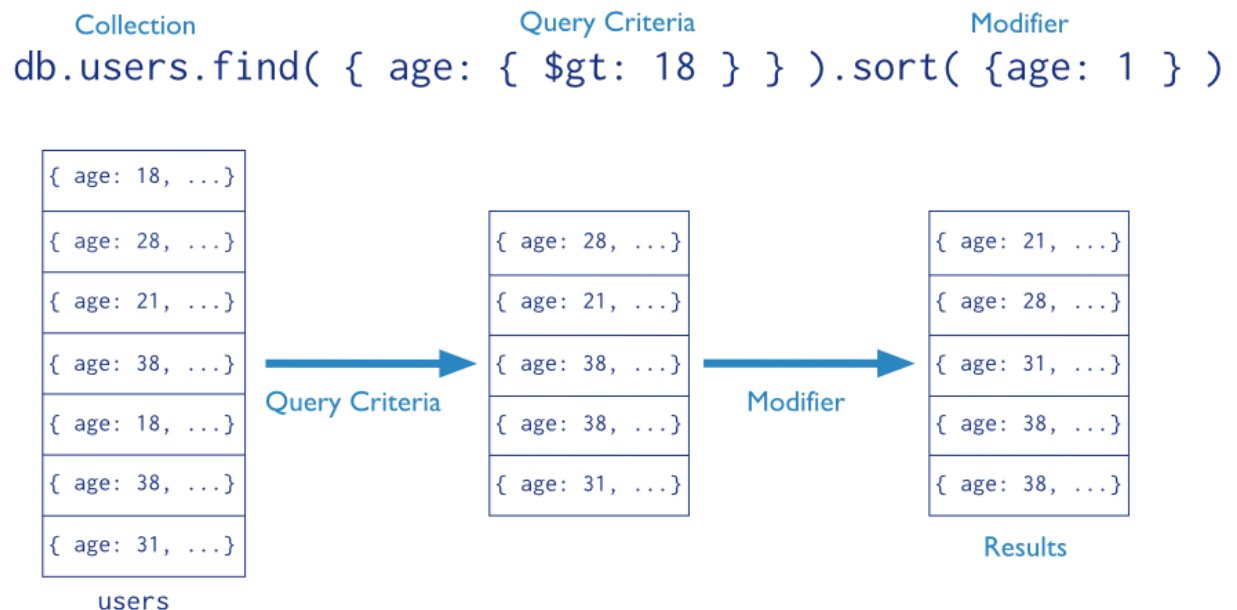 Collection Query Criteria Modifier
db.users.find( { age: { $gt: 18 } } ).sort( {age: 1 } )
{ age: 18, ...}
{ age: 28, ...}
{ age: 21, ...}
{ age: 38, ...}
{ age: 18, ...}
{ age: 38, ...}
{ age: 31, ...}
users
Query Criteria
{ age: 28, ...}
{ age: 21, ...}
{ age: 38, ...}
{ age: 38, ...}
{ age: 31, ...}
Modifier
{ age: 21, ...}
{ age: 28, ...}
{ age: 31, ...}
{ age: 38, ...}
{ age: 38, ...}
Results